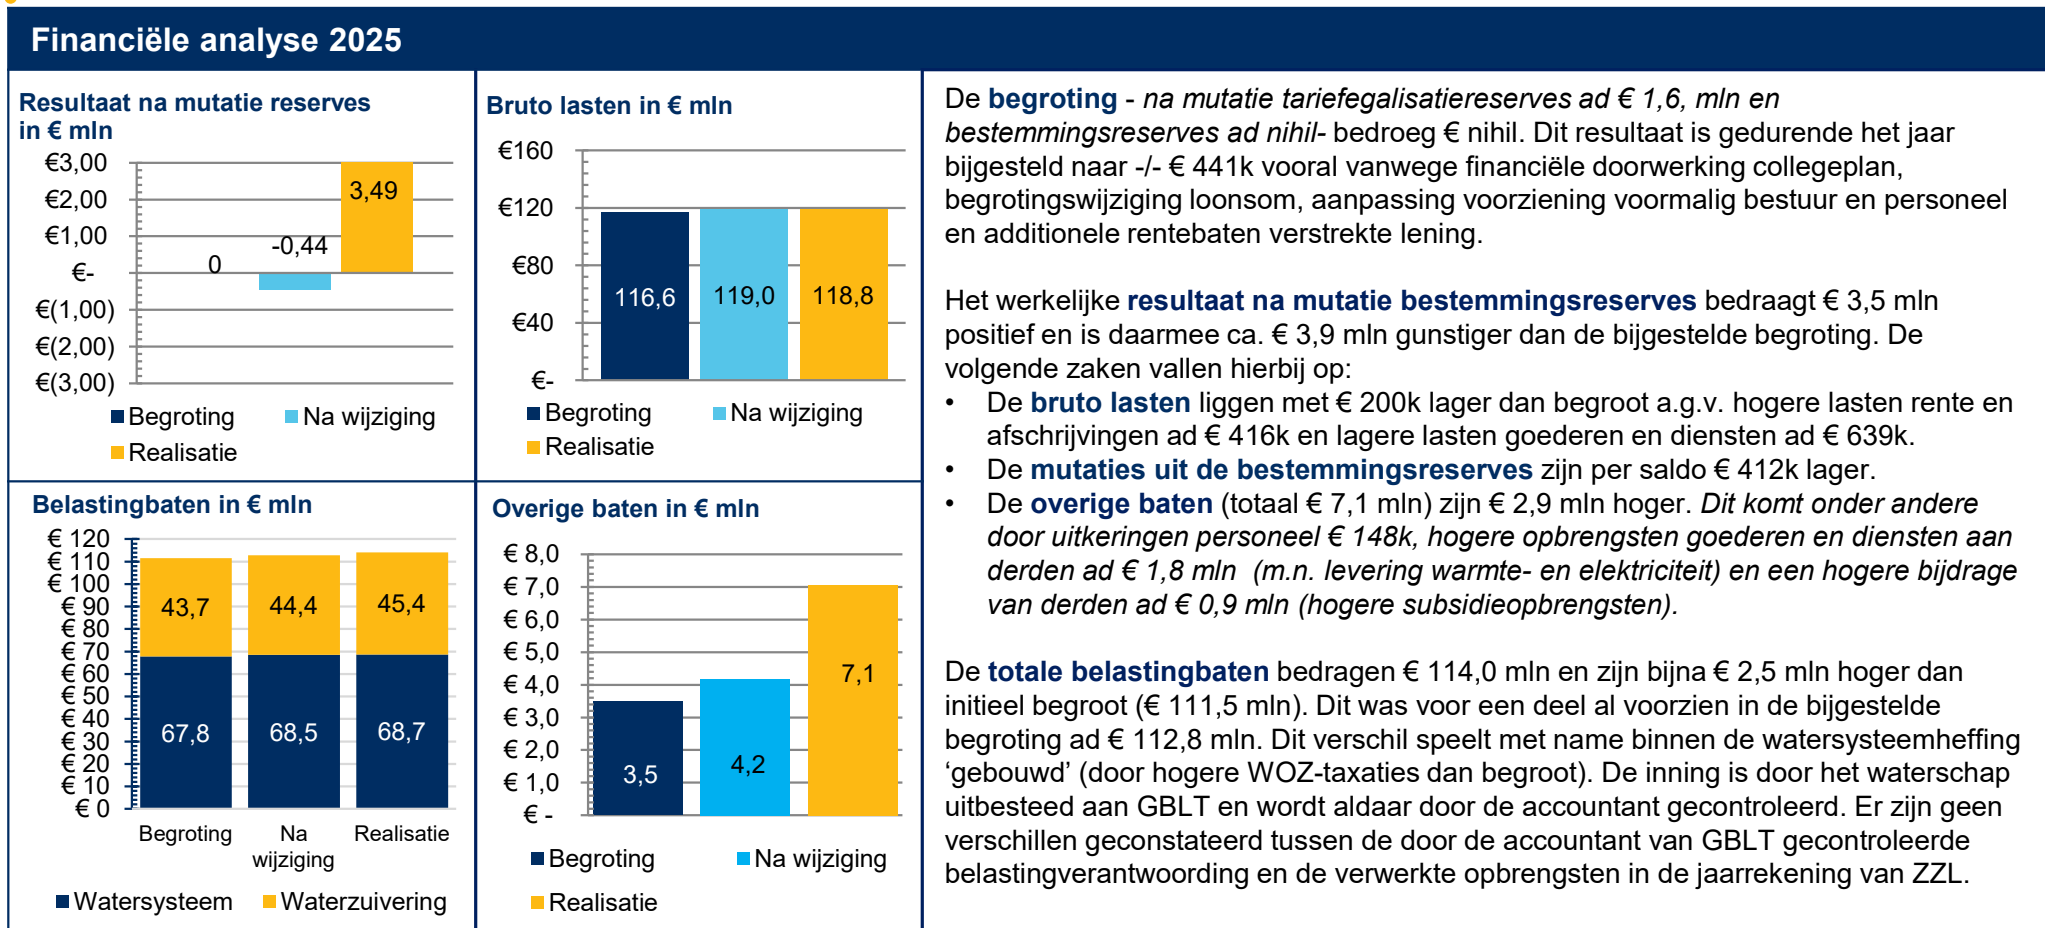 Financiële analyse 2025
Resultaat na mutatie reserves
in € mln
€3,00
€2,00
€1,00
€-
€(1,00)
€(2,00)
€(3,00)
0
-0,44
3,49
Begroting
Na wijziging
Realisatie
Bruto lasten in € mln
€160
€120
€80
€40
€-
116,6
119,0
118,8
Begroting
Na wijziging
Realisatie
Belastingbaten in € mln
€ 120
€ 110
€ 100
€ 90
€ 80
€ 70
€ 60
€ 50
€ 40
€ 30
€ 20
€ 10
€ 0
43,7
44,4
45,4
67,8
68,5
68,7
Begroting
Na
wijziging
Realisatie
Watersysteem
Waterzuivering
Overige baten in € mln
€ 8,0
€ 7,0
€ 6,0
€ 5,0
€ 4,0
€ 3,0
€ 2,0
€ 1,0
€ -
3,5
4,2
7,1
Begroting
Na wijziging
Realisatie
De begroting - na mutatie tariefegalisatiereserves ad € 1,6, mln en
bestemmingsreserves ad nihil- bedroeg € nihil. Dit resultaat is gedurende het jaar
bijgesteld naar -/- € 441k vooral vanwege financiële doorwerking collegeplan,
begrotingswijziging loonsom, aanpassing voorziening voormalig bestuur en personeel
en additionele rentebaten verstrekte lening.
Het werkelijke resultaat na mutatie bestemmingsreserves bedraagt € 3,5 mln
positief en is daarmee ca. € 3,9 mln gunstiger dan de bijgestelde begroting. De
volgende zaken vallen hierbij op:
• De bruto lasten liggen met € 200k lager dan begroot a.g.v. hogere lasten rente en
afschrijvingen ad € 416k en lagere lasten goederen en diensten ad € 639k.
• De mutaties uit de bestemmingsreserves zijn per saldo € 412k lager.
• De overige baten (totaal € 7,1 mln) zijn € 2,9 mln hoger. Dit komt onder andere
door uitkeringen personeel € 148k, hogere opbrengsten goederen en diensten aan
derden ad € 1,8 mln (m.n. levering warmte- en elektriciteit) en een hogere bijdrage
van derden ad € 0,9 mln (hogere subsidieopbrengsten).
De totale belastingbaten bedragen € 114,0 mln en zijn bijna € 2,5 mln hoger dan
initieel begroot (€ 111,5 mln). Dit was voor een deel al voorzien in de bijgestelde
begroting ad € 112,8 mln. Dit verschil speelt met name binnen de watersysteemheffing
‘gebouwd’ (door hogere WOZ-taxaties dan begroot). De inning is door het waterschap
uitbesteed aan GBLT en wordt aldaar door de accountant gecontroleerd. Er zijn geen
verschillen geconstateerd tussen de door de accountant van GBLT gecontroleerde
belastingverantwoording en de verwerkte opbrengsten in de jaarrekening van ZZL.